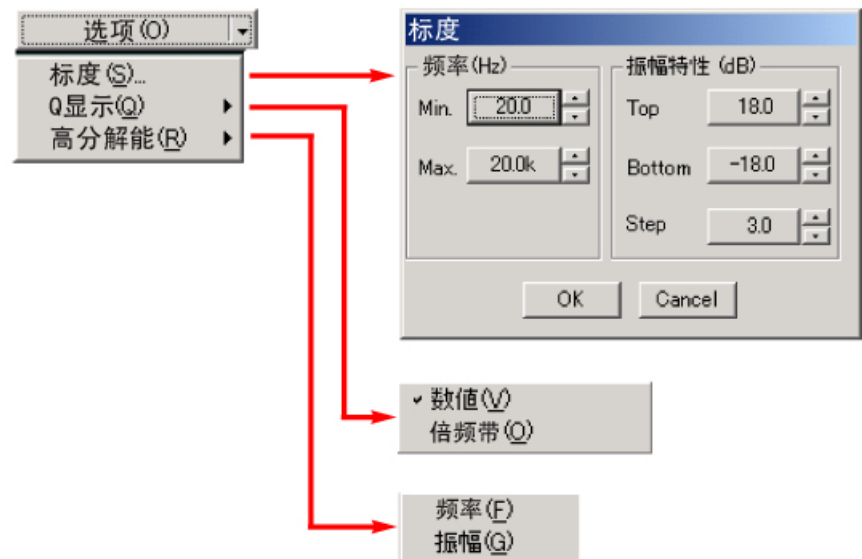 选项(O)
标度(S)...
Q显示(Q)
高分解能(R)
标度
频率(Hz)
Min. 20.0
Max. 20.0k
振幅特性 (dB)
Top 18.0
Bottom -18.0
Step 3.0
OK Cancel
数值(V)
倍频带(O)
频率(F)
振幅(G)